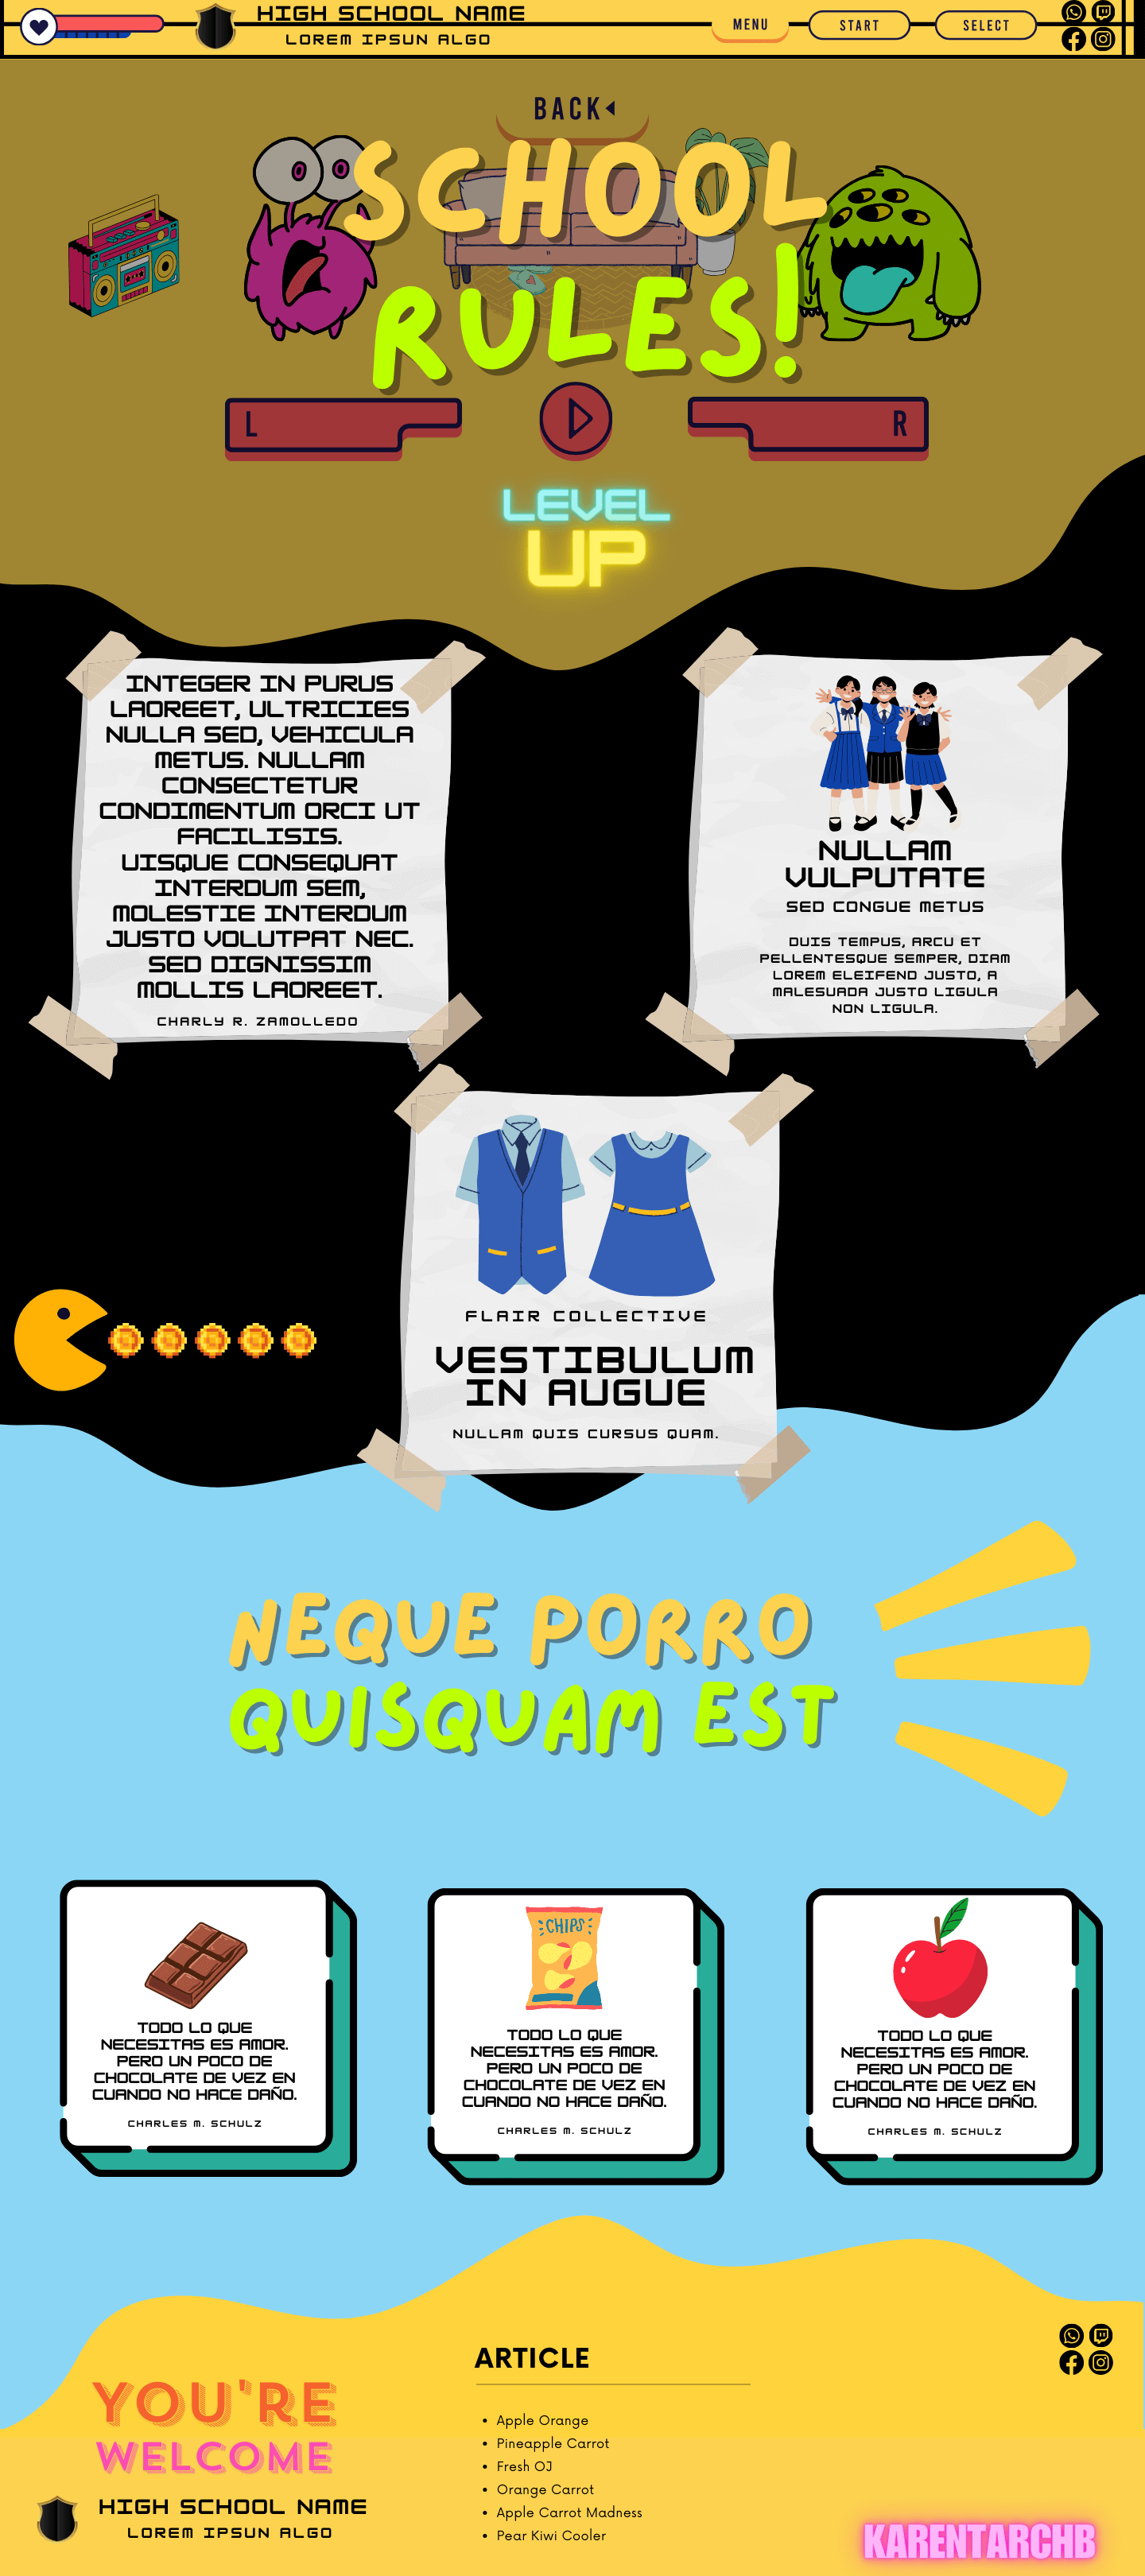 HIGH SCHOOL NAME
LOREM IPSUN ALGO
MENU
START
SELECT
BACK
SCHOOL
RULES!
L
R
LEVEL
UP
INTEGER IN PURUS
LAOREET, ULTRICIES
NULLA SED, VEHICULA
METUS. NULLAM
CONSECTETUR
CONDIMENTUM ORCI UT
FACILISIS.
UISQUE CONSEQUAT
INTERDUM SEM,
MOLESTIE INTERDUM
JUSTO VOLUTPAT NEC.
SED DIGNISSIM
MOLLIS LAOREET.
CHARLY R. ZAMOLLEDO
NULLAM
VULPUTATE
SED CONGUE METUS
DUIS TEMPUS, ARCU ET
PELLENTESQUE SEMPER, DIAM
LOREM ELEIFEND JUSTO, A
MALESUADA JUSTO LIGULA
NON LIGULA.
FLAIR COLLECTIVE
VESTIBULUM
IN AUGUE
NULLAM QUIS CURSUS QUAM.
NEQUE PORRO
QUISQUAM EST
TODO LO QUE
NECESITAS ES AMOR.
PERO UN POCO DE
CHOCOLATE DE VEZ EN
CUANDO NO HACE DAÑO.
CHARLES M. SCHULZ
CHIPS
TODO LO QUE
NECESITAS ES AMOR.
PERO UN POCO DE
CHOCOLATE DE VEZ EN
CUANDO NO HACE DAÑO.
CHARLES M. SCHULZ
TODO LO QUE
NECESITAS ES AMOR.
PERO UN POCO DE
CHOCOLATE DE VEZ EN
CUANDO NO HACE DAÑO.
CHARLES M. SCHULZ
YOU'RE
WELCOME
HIGH SCHOOL NAME
LOREM IPSUN ALGO
ARTICLE
• Apple Orange
• Pineapple Carrot
• Fresh OJ
• Orange Carrot
• Apple Carrot Madness
• Pear Kiwi Cooler
KARENTARCHB